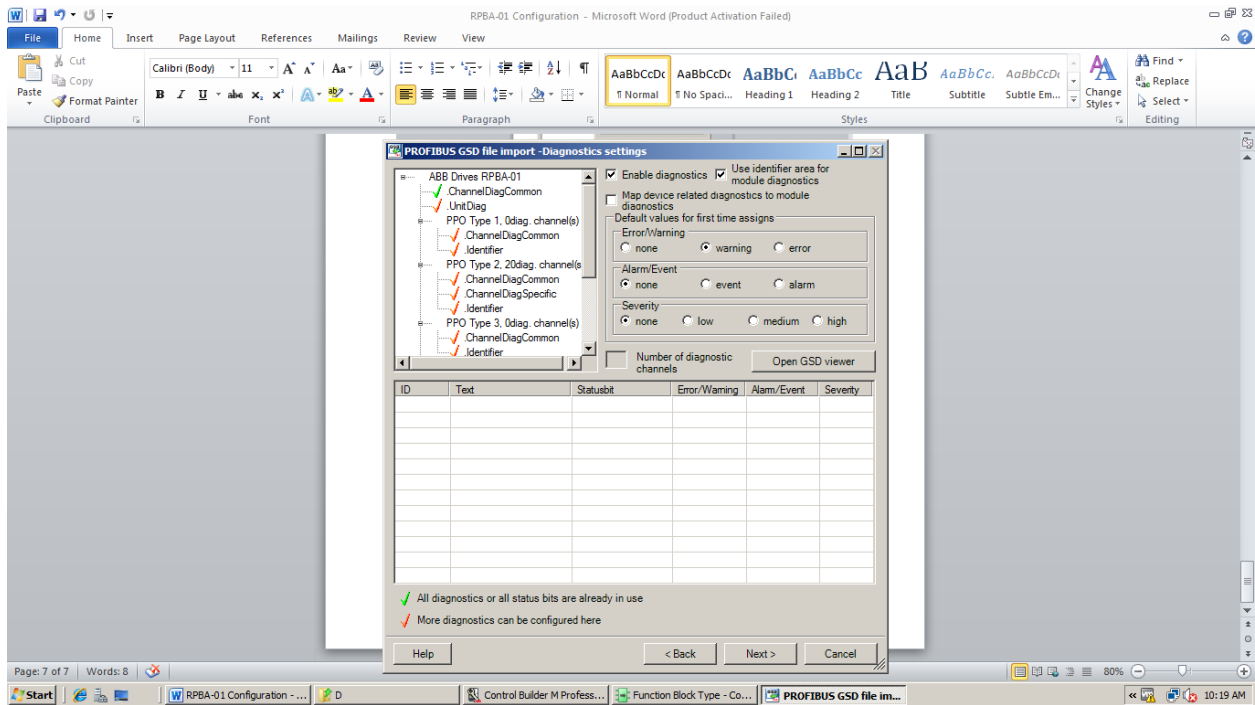 RPBA-01 Configuration - Microsoft Word (Product Activation Failed)
File Home Insert Page Layout References Mailings Review View
Paste
Cut
Copy
Format Painter
Clipboard
Calibri (Body) 11
Font
Paragraph
AaBbCcDc AaBbCcDc AaBbC AaBbCc AaB AaBbCc. AaBbCcDt
¶ Normal ¶ No Spaci... Heading 1 Heading 2 Title Subtitle Subtle Em...
Change
Styles
Styles
Find
Replace
Select
Editing
PROFIBUS GSD file import -Diagnostics settings
ABB Drives RPBA-01
.ChannelDiagCommon
.UnitDiag
PPO Type 1, 0diag. channel(s)
.ChannelDiagCommon
.Identifier
PPO Type 2, 20diag. channel(s
.ChannelDiagCommon
.ChannelDiagSpecific
.Identifier
PPO Type 3, 0diag. channel(s)
.ChannelDiagCommon
.Identifier
Enable diagnostics
Use identifier area for
module diagnostics
Map device related diagnostics to module
diagnostics
Default values for first time assigns
Error/Warning
none warning error
Alarm/Event
none event alarm
Severity
none low medium high
Number of diagnostic
channels
Open GSD viewer
ID Text Statusbit Error/Warning Alarm/Event Severity
All diagnostics or all status bits are already in use
More diagnostics can be configured here
Help < Back Next > Cancel
Page: 7 of 7 Words: 8 80%
Start RPBA-01 Configuration - ... D Control Builder M Profess... Function Block Type - Co... PROFIBUS GSD file im... 10:19 AM